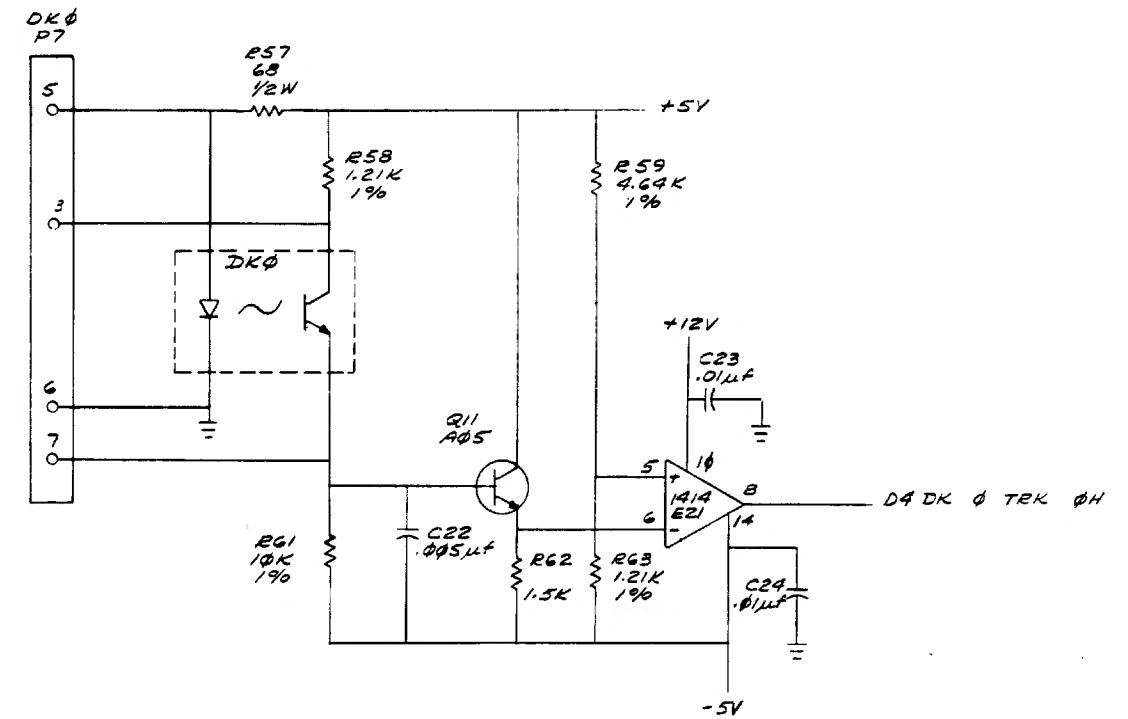 DKØ
P7
5
3
6
7
R57
68
1/2W
+5V
R58
1.21K
1%
R59
4.64K
1%
DKØ
+12V
C23
.01µf
Q11
AØ5
5
6
+
-
1Ø
1414
E21
8
14
D4 DK Ø TRK ØH
R61
1ØK
1%
C22
.ØØ5µf
R62
1.5K
R63
1.21K
1%
C24
.Ø1µf
-5V